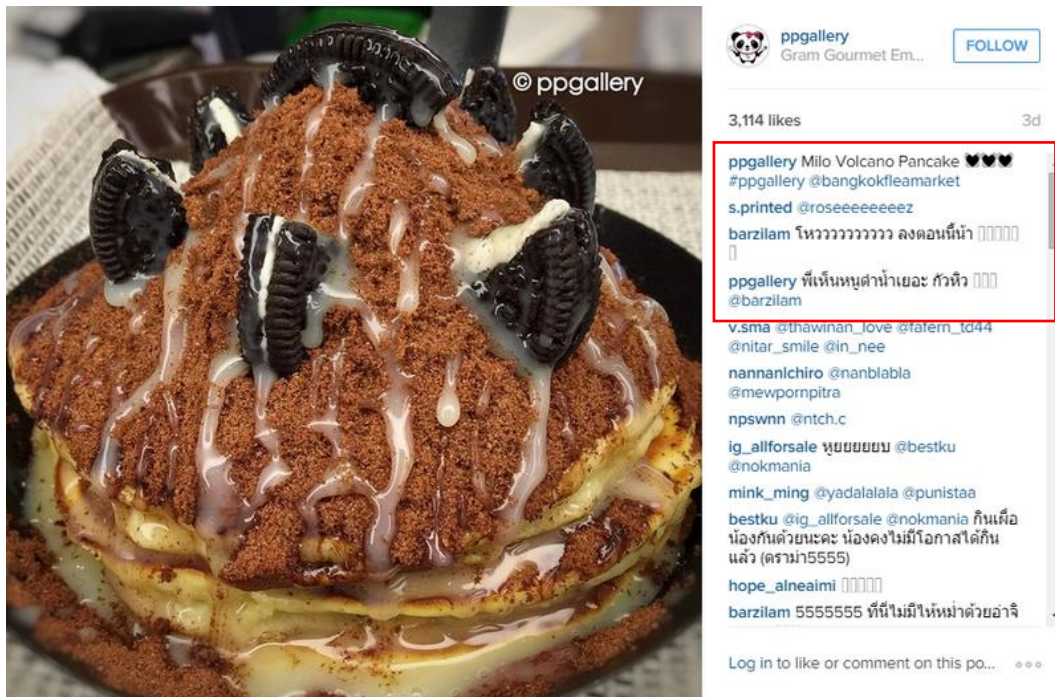 © ppgallery
ppgallery
Gram Gourmet Em...
FOLLOW
3,114 likes
3d
ppgallery Milo Volcano Pancake 🖤🖤🖤
#ppgallery @bangkokfleamarket
s.printed @roseeeeeeeez
barzilam โหวววววววววว ลงตอนนี้น้า
ppgallery พี่เห็นหนูดำน้ำเยอะ กัวหิว
@barzilam
v.sma @thawinan_love @fafern_td44
@nitar_smile @in_nee
nannanIchiro @nanblabla
@mewpornpitra
npswnn @ntch.c
ig_allforsale หูยยยยยบ @bestku
@nokmania
mink_ming @yadalalala @punistaa
bestku @ig_allforsale @nokmania กินเผื่อ
น้องกันด้วยนะคะ น้องคงไม่มีโอกาสได้กิน
แล้ว (ดราม่า5555)
hope_alneaimi
barzilam 5555555 ที่นี่ไม่มีไห้หม่ำด้วยอ่าจิ
Log in to like or comment on this po...